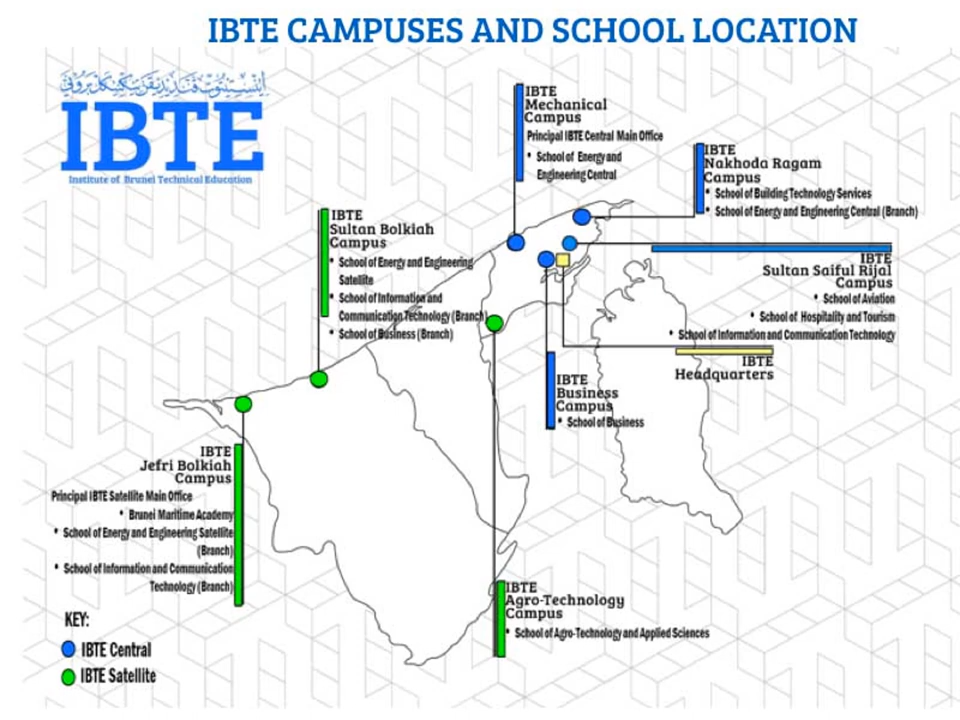 IBTE CAMPUSES AND SCHOOL LOCATION
IBTE
Institute of Brunei Technical Education
IBTE
Mechanical
Campus
Principal IBTE Central Main Office
• School of Energy and
Engineering Central
IBTE
Nakhoda Ragam
Campus
• School of Building Technology Services
• School of Energy and Engineering Central (Branch)
IBTE
Sultan Bolkiah
Campus
• School of Energy and Engineering
Satellite
• School of Information and
Communication Technology (Branch)
• School of Business (Branch)
IBTE
Sultan Saiful Rijal
Campus
• School of Aviation
• School of Hospitality and Tourism
• School of Information and Communication Technology
IBTE
Headquarters
IBTE
Business
Campus
• School of Business
IBTE
Jefri Bolkiah
Campus
Principal IBTE Satellite Main Office
• Brunei Maritime Academy
• School of Energy and Engineering Satellite
(Branch)
• School of Information and Communication
Technology (Branch)
IBTE
Agro-Technology
Campus
• School of Agro-Technology and Applied Sciences
KEY:
IBTE Central
IBTE Satellite